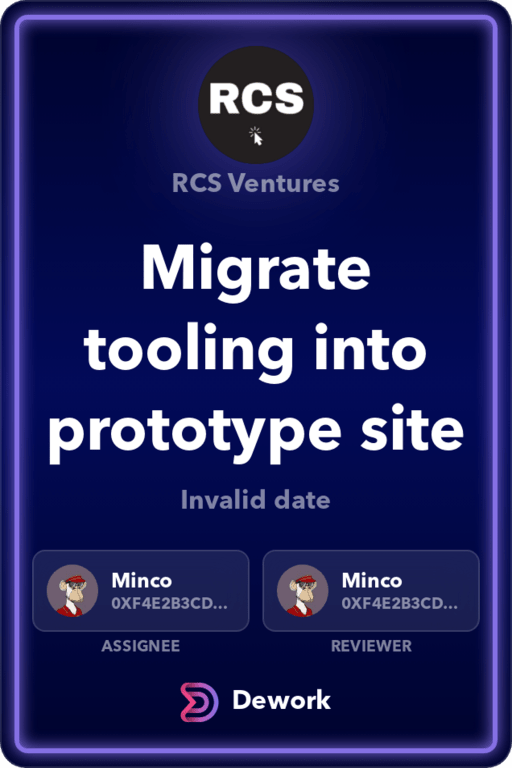 RCS
RCS Ventures
Migrate
tooling into
prototype site
Invalid date
Minco
0XF4E2B3CD...
Minco
0XF4E2B3CD...
ASSIGNEE
REVIEWER
Dework